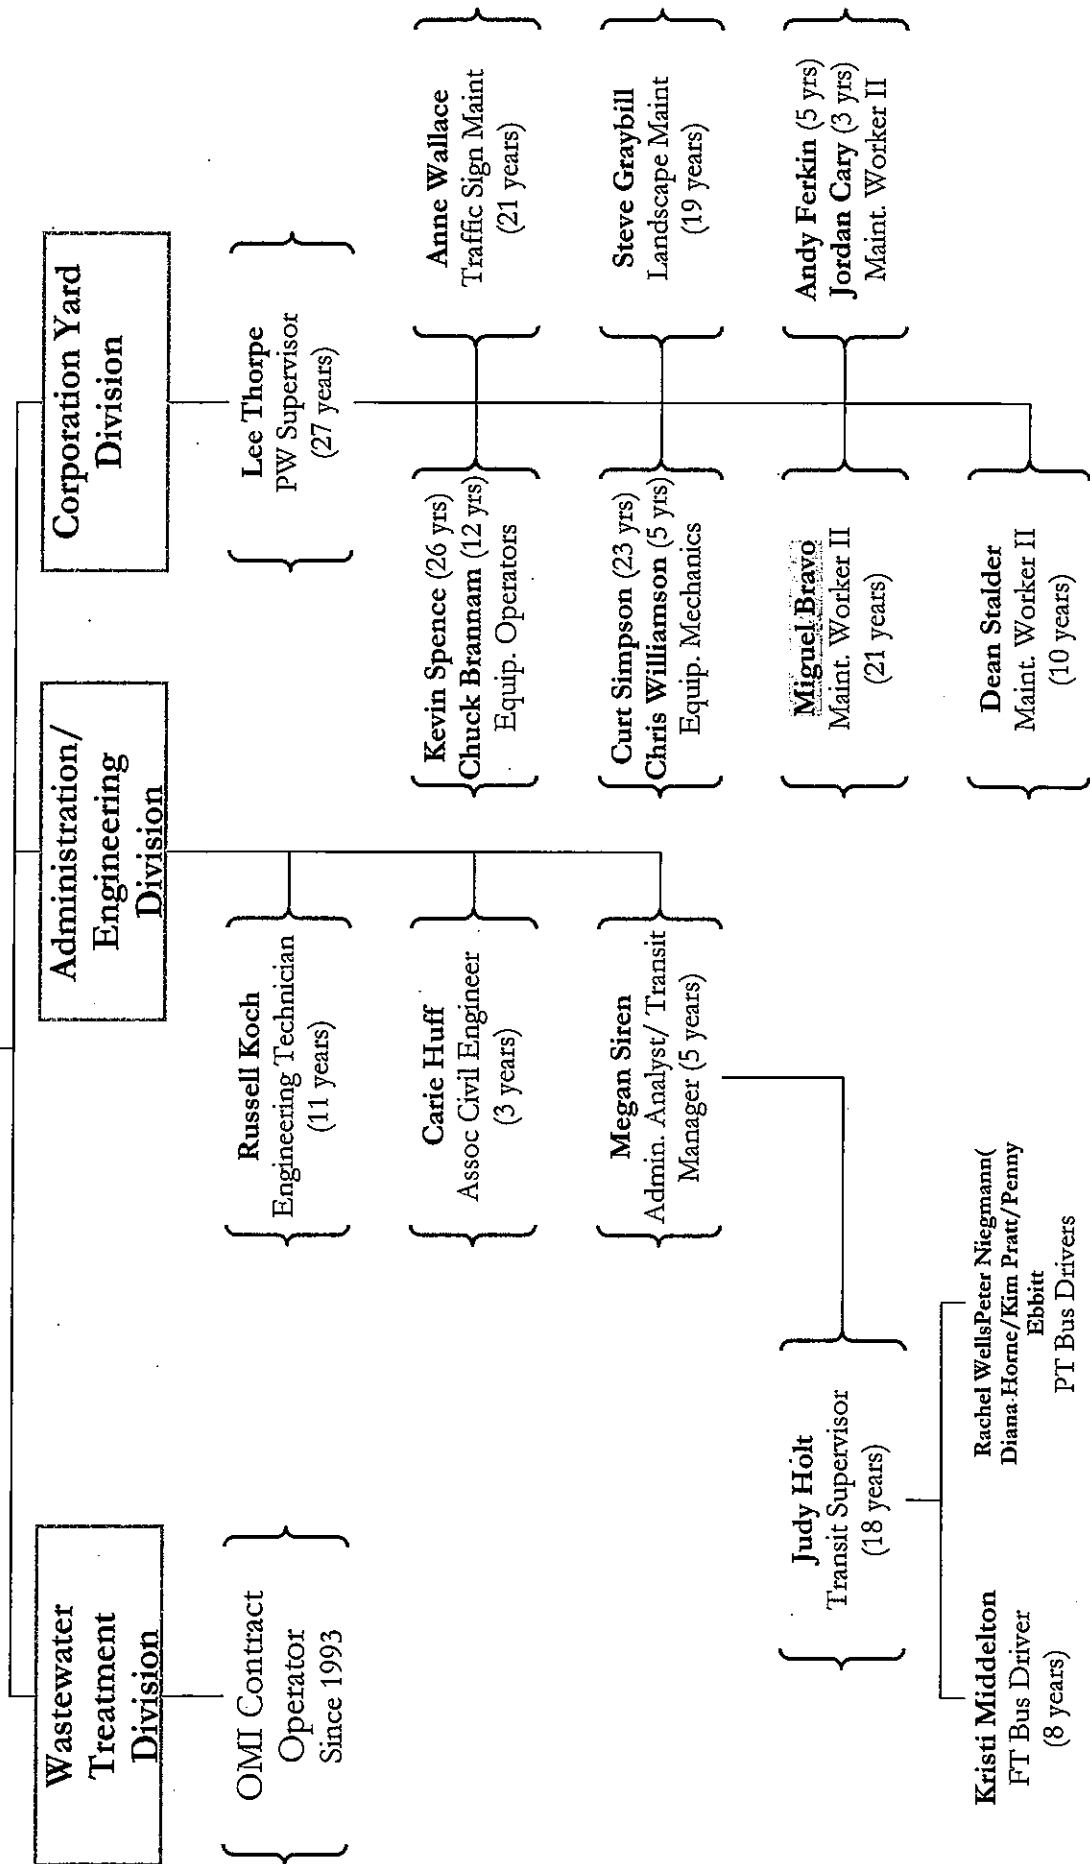 Wastewater
Treatment
Division
OMI Contract
Operator
Since 1993
Administration/
Engineering
Division
Russell Koch
Engineering Technician
(11 years)
Carie Huff
Assoc Civil Engineer
(3 years)
Megan Siren
Admin. Analyst/ Transit
Manager (5 years)
Judy Holt
Transit Supervisor
(18 years)
Kristi Middelton
FT Bus Driver
(8 years)
Rachel WellsPeter Niegmann(
Diana Horne/Kim Pratt/Penny
Ebbitt
PT Bus Drivers
Corporation Yard
Division
Lee Thorpe
PW Supervisor
(27 years)
Kevin Spence (26 yrs)
Chuck Brannam (12 yrs)
Equip. Operators
Anne Wallace
Traffic Sign Maint
(21 years)
Curt Simpson (23 yrs)
Chris Williamson (5 yrs)
Equip. Mechanics
Steve Graybill
Landscape Maint
(19 years)
Miguel Bravo
Maint. Worker II
(21 years)
Andy Ferkin (5 yrs)
Jordan Cary (3 yrs)
Maint. Worker II
Dean Stalder
Maint. Worker II
(10 years)